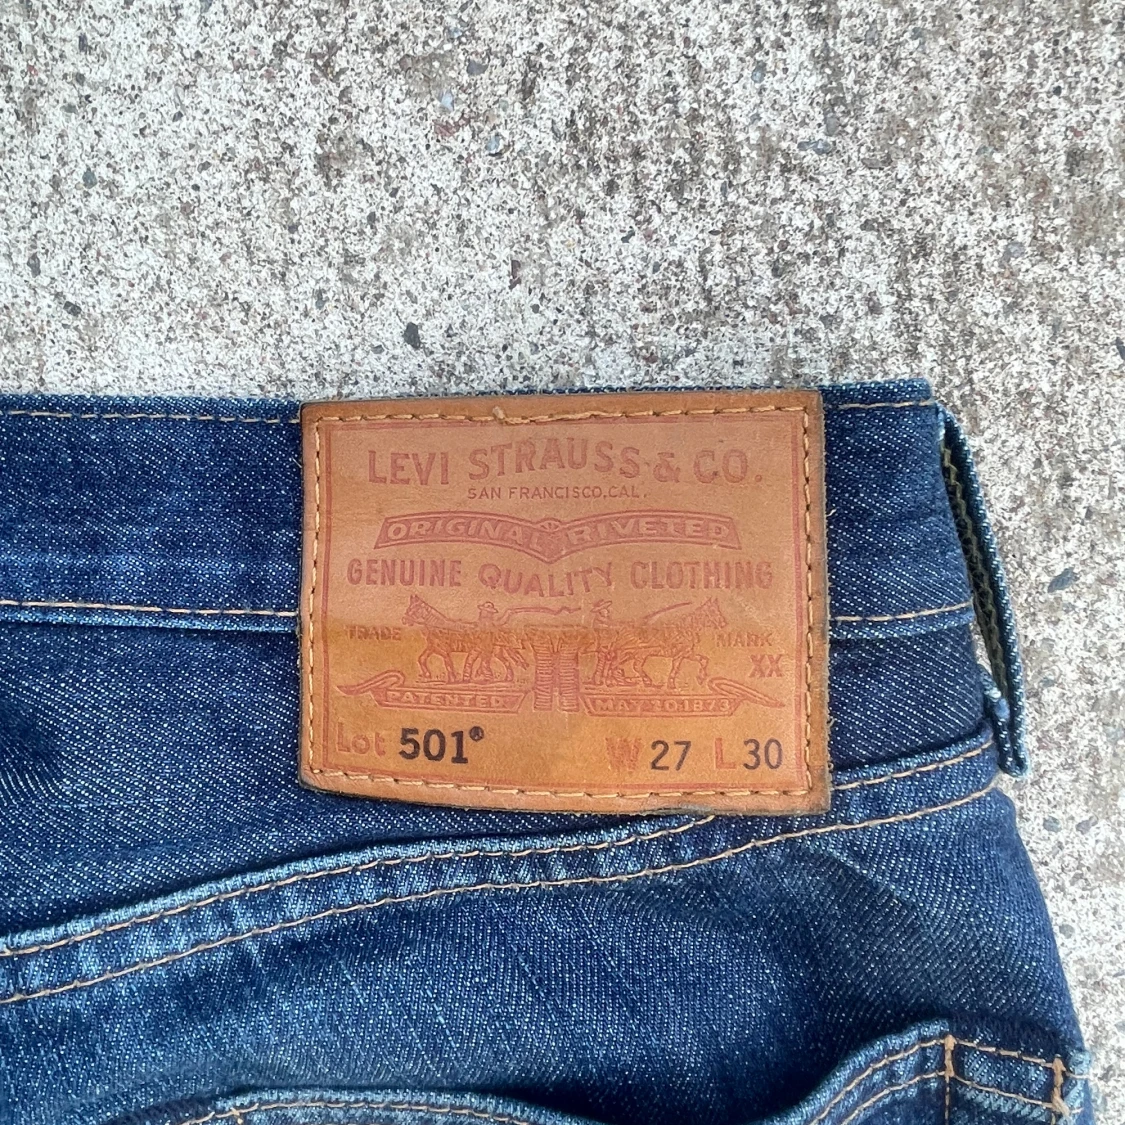 LEVI STRAUSS & CO.
SAN FRANCISCO, CAL.
ORIGINAL RIVETED
GENUINE QUALITY CLOTHING
TRADE MARK
XX
PATENTED MAY 20 1873
Lot 501® W 27 L 30